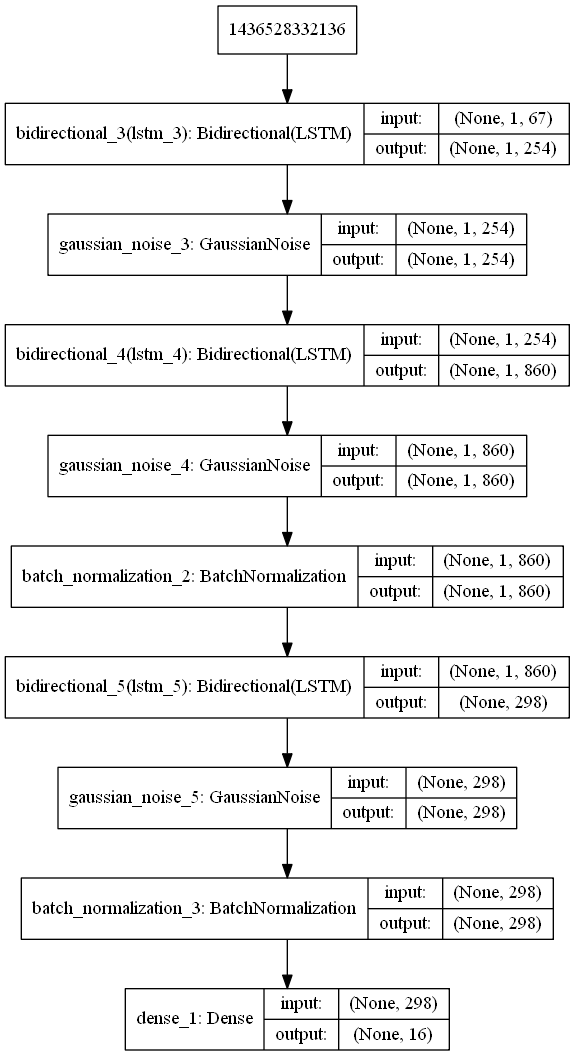 1436528332136
bidirectional_3(lstm_3): Bidirectional(LSTM)
input: (None, 1, 67)
output: (None, 1, 254)
gaussian_noise_3: GaussianNoise
input: (None, 1, 254)
output: (None, 1, 254)
bidirectional_4(lstm_4): Bidirectional(LSTM)
input: (None, 1, 254)
output: (None, 1, 860)
gaussian_noise_4: GaussianNoise
input: (None, 1, 860)
output: (None, 1, 860)
batch_normalization_2: BatchNormalization
input: (None, 1, 860)
output: (None, 1, 860)
bidirectional_5(lstm_5): Bidirectional(LSTM)
input: (None, 1, 860)
output: (None, 298)
gaussian_noise_5: GaussianNoise
input: (None, 298)
output: (None, 298)
batch_normalization_3: BatchNormalization
input: (None, 298)
output: (None, 298)
dense_1: Dense
input: (None, 298)
output: (None, 16)